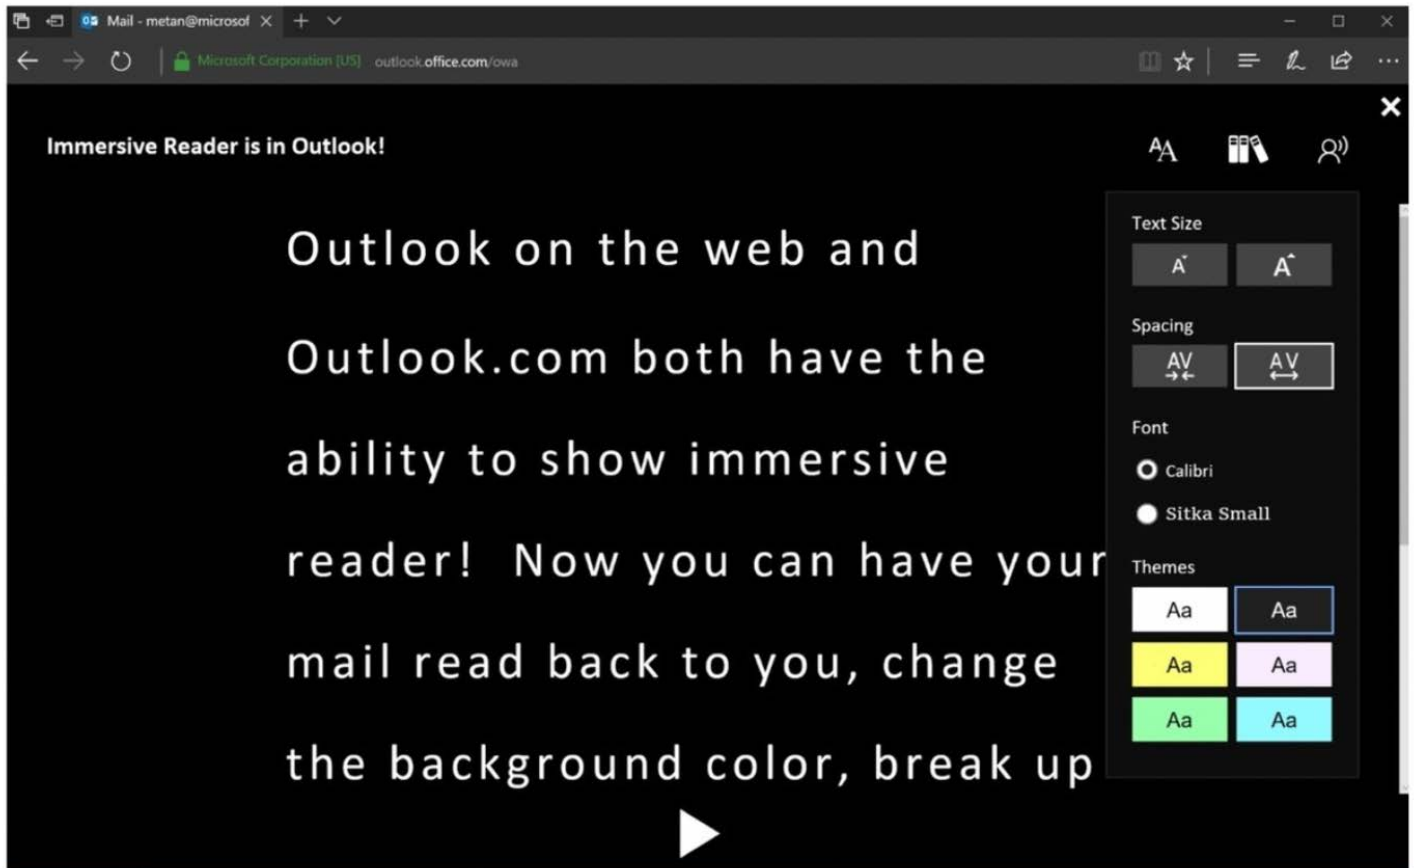 Mail - metan@microsof
Microsoft Corporation [US] outlook.office.com/owa
Immersive Reader is in Outlook!
Outlook on the web and
Outlook.com both have the
ability to show immersive
reader!  Now you can have your
mail read back to you, change
the background color, break up
Text Size
A A
Spacing
AV AV
Font
Calibri
Sitka Small
Themes
Aa Aa
Aa Aa
Aa Aa